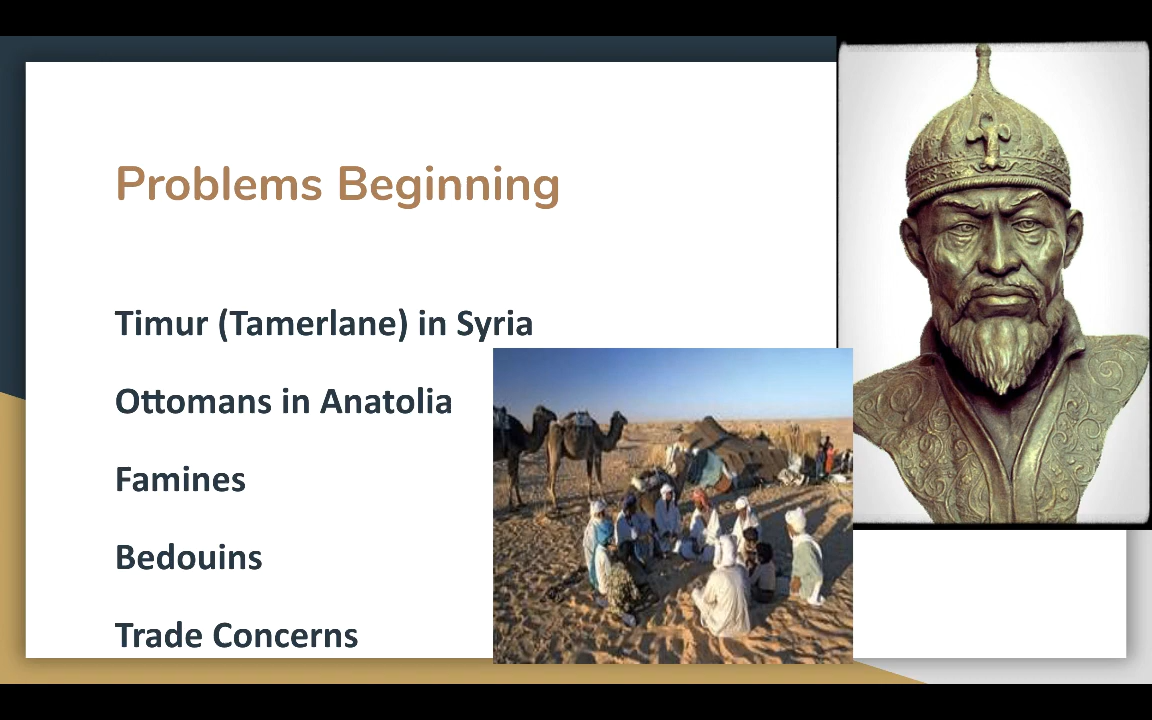 Problems Beginning
Timur (Tamerlane) in Syria
Ottomans in Anatolia
Famines
Bedouins
Trade Concerns